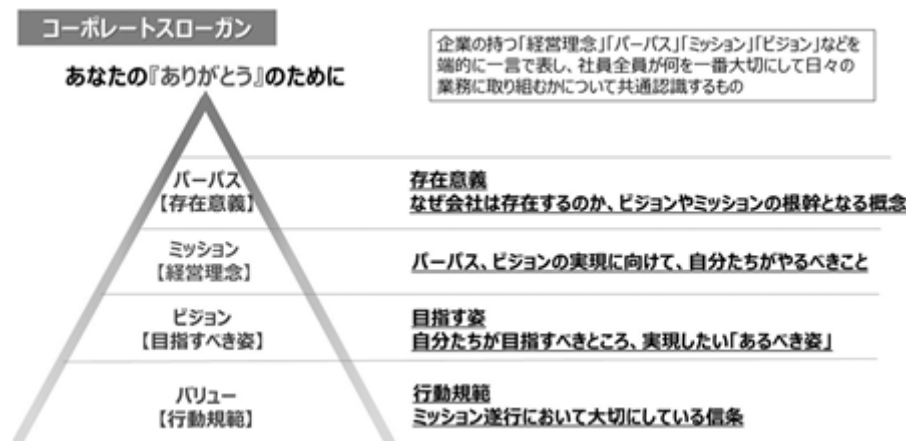 コーポレートスローガン
あなたの『ありがとう』のために
企業の持つ「経営理念」「パーパス」「ミッション」「ビジョン」などを
端的に一言で表し、社員全員が何を一番大切にして日々の
業務に取り組むかについて共通認識するもの
パーパス
【存在意義】
存在意義
なぜ会社は存在するのか、ビジョンやミッションの根幹となる概念
ミッション
【経営理念】
パーパス、ビジョンの実現に向けて、自分たちがやるべきこと
ビジョン
【目指すべき姿】
目指す姿
自分たちが目指すべきところ、実現したい「あるべき姿」
バリュー
【行動規範】
行動規範
ミッション遂行において大切にしている信条